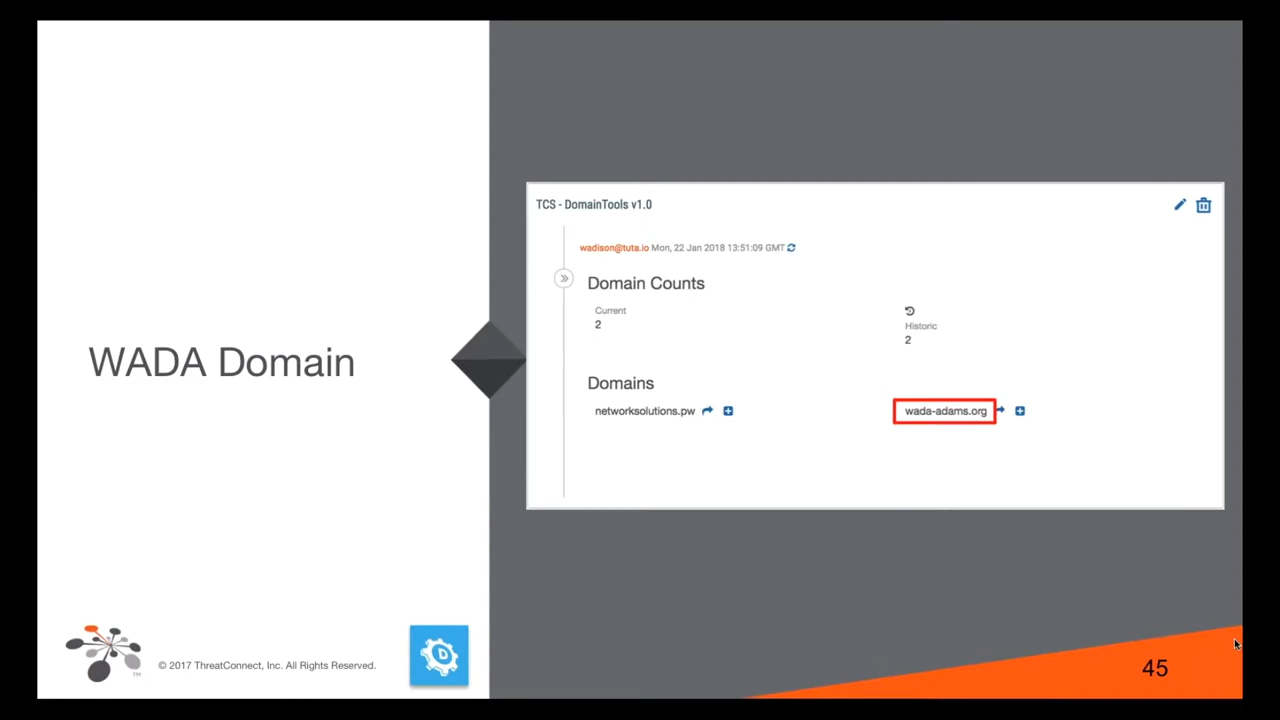 WADA Domain
TCS - DomainTools v1.0
wadison@tuta.io Mon, 22 Jan 2018 13:51:09 GMT
Domain Counts
Current
2
Historic
2
Domains
networksolutions.pw
wada-adams.org
© 2017 ThreatConnect, Inc. All Rights Reserved.
TM
D
45